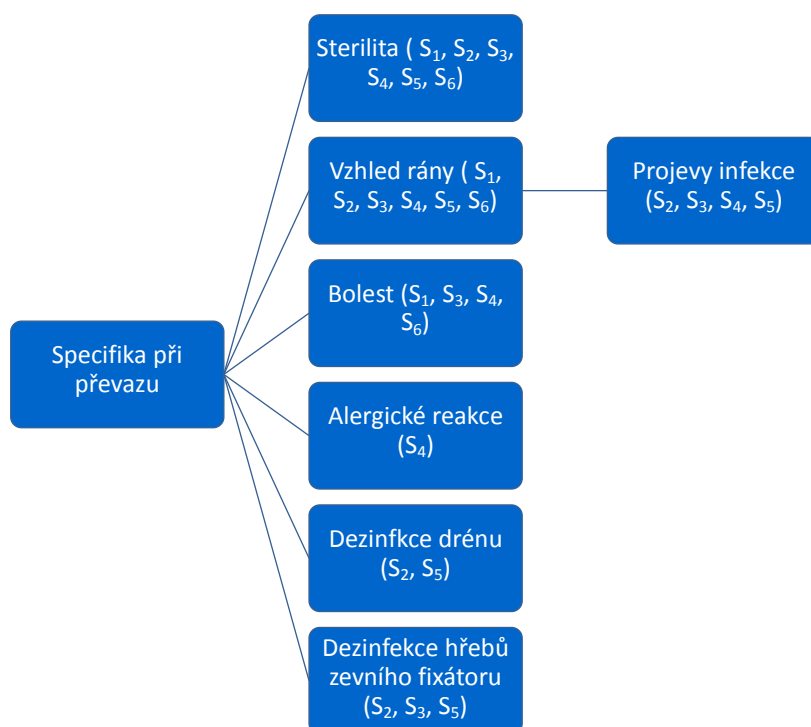 Sterilita ( S₁, S₂, S₃,
S₄, S₅, S₆)
Vzhled rány ( S₁,
S₂, S₃, S₄, S₅, S₆)
Projevy infekce
(S₂, S₃, S₄, S₅)
Bolest (S₁, S₃, S₄,
S₆)
Specifika při
převazu
Alergické reakce
(S₄)
Dezinfkce drénu
(S₂, S₅)
Dezinfekce hřebů
zevního fixátoru
(S₂, S₃, S₅)